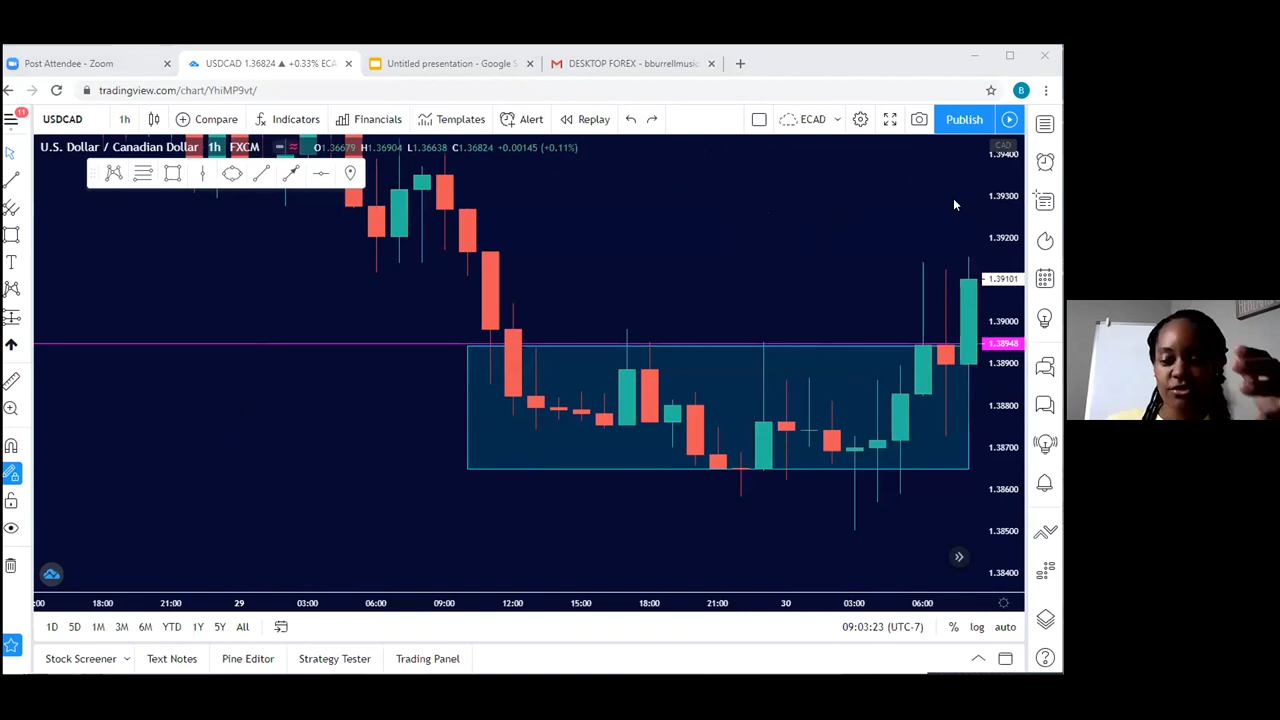 Post Attendee - Zoom
USDCAD 1.36824 ▲ +0.33% ECA
Untitled presentation - Google S
DESKTOP FOREX - bburrellmusic
tradingview.com/chart/YhiMP9vt/
B
11
USDCAD 1h Compare Indicators Financials Templates Alert Replay ECAD Publish
U.S. Dollar / Canadian Dollar 1h FXCM O1.36679 H1.36904 L1.36638 C1.36824 +0.00145 (+0.11%)
CAD
1.39400
1.39300
1.39200
1.39101
1.39000
1.38948
1.38900
1.38800
1.38700
1.38600
1.38500
1.38400
:00 18:00 21:00 29 03:00 06:00 09:00 12:00 15:00 18:00 21:00 30 03:00 06:00
1D 5D 1M 3M 6M YTD 1Y 5Y All 09:03:23 (UTC-7) % log auto
Stock Screener Text Notes Pine Editor Strategy Tester Trading Panel